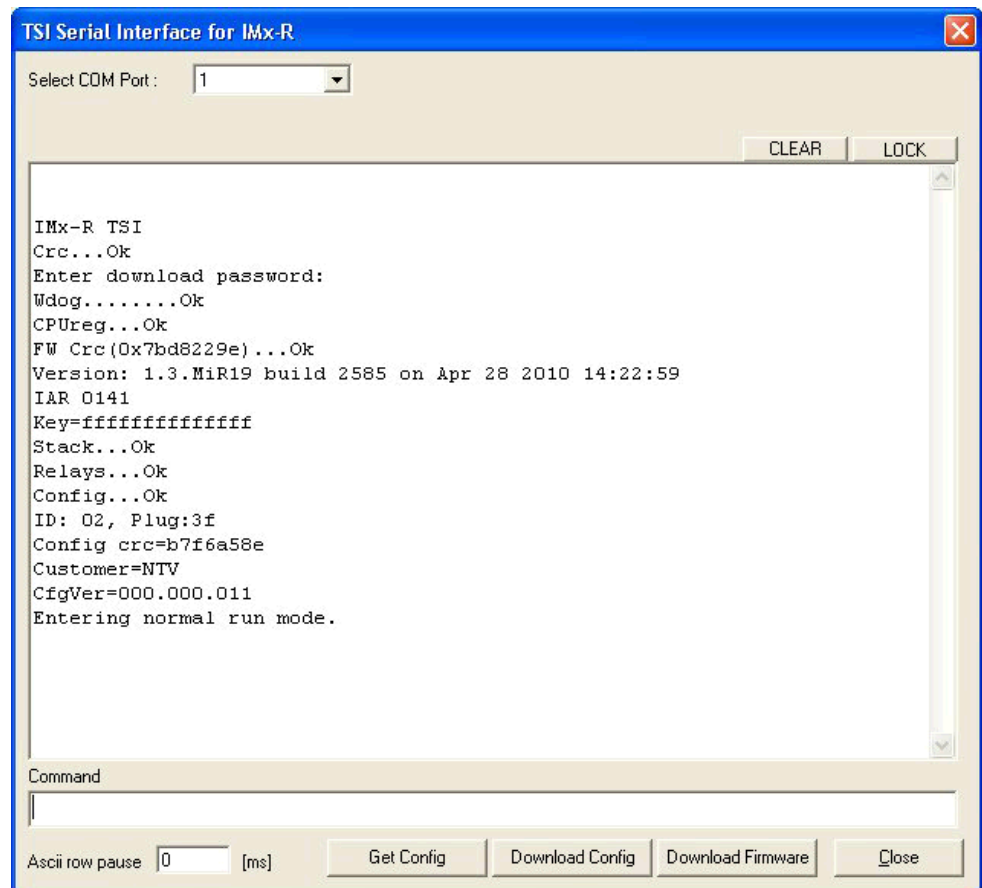 TSI Serial Interface for IMx-R
Select COM Port : 1
CLEAR LOCK
IMx-R TSI
Crc...Ok
Enter download password:
Wdog........Ok
CPUreg...Ok
FW Crc(0x7bd8229e)...Ok
Version: 1.3.MiR19 build 2585 on Apr 28 2010 14:22:59
IAR 0141
Key=ffffffffffffff
Stack...Ok
Relays...Ok
Config...Ok
ID: 02, Plug:3f
Config crc=b7f6a58e
Customer=NTV
CfgVer=000.000.011
Entering normal run mode.
Command
Ascii row pause 0 [ms] Get Config Download Config Download Firmware Close